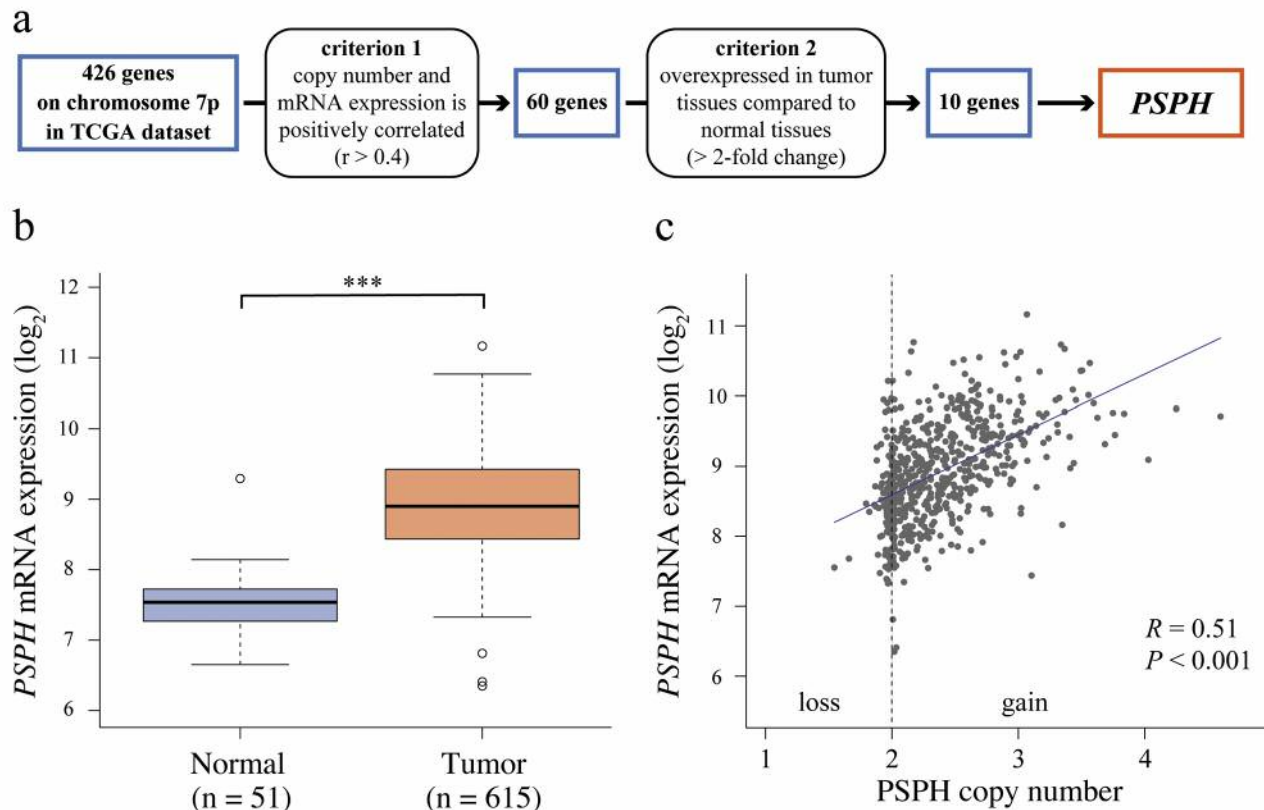 a
426 genes
on chromosome 7p
in TCGA dataset
criterion 1
copy number and
mRNA expression is
positively correlated
(r > 0.4)
60 genes
criterion 2
overexpressed in tumor
tissues compared to
normal tissues
(> 2-fold change)
10 genes
PSPH
b
PSPH mRNA expression (log2)
12
11
10
9
8
7
6
***
Normal
(n = 51)
Tumor
(n = 615)
c
PSPH mRNA expression (log2)
11
10
9
8
7
6
R = 0.51
P < 0.001
loss
gain
1
2
3
4
PSPH copy number